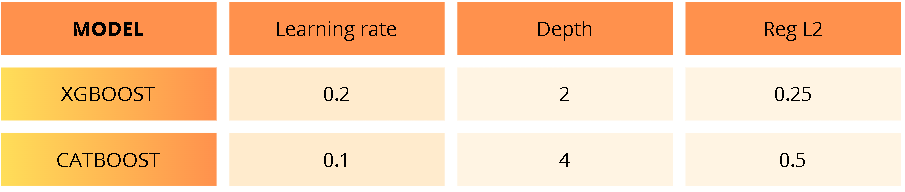 MODEL Learning rate Depth Reg L2
XGBOOST 0.2 2 0.25
CATBOOST 0.1 4 0.5